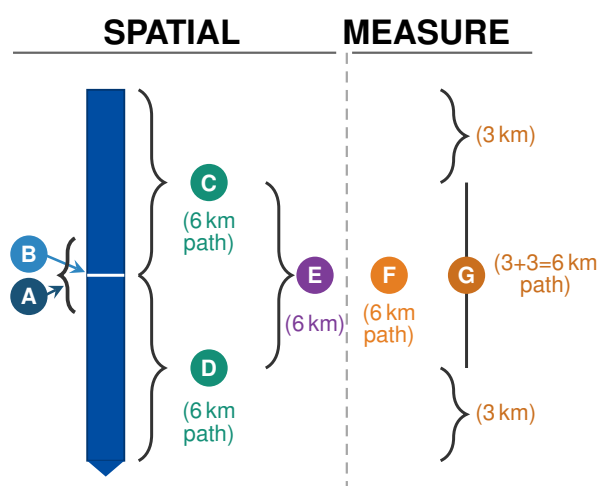 SPATIAL
MEASURE
(3 km)
C
(6 km
path)
B
A
E
(6 km)
F
(6 km
path)
G
(3+3=6 km
path)
D
(6 km
path)
(3 km)